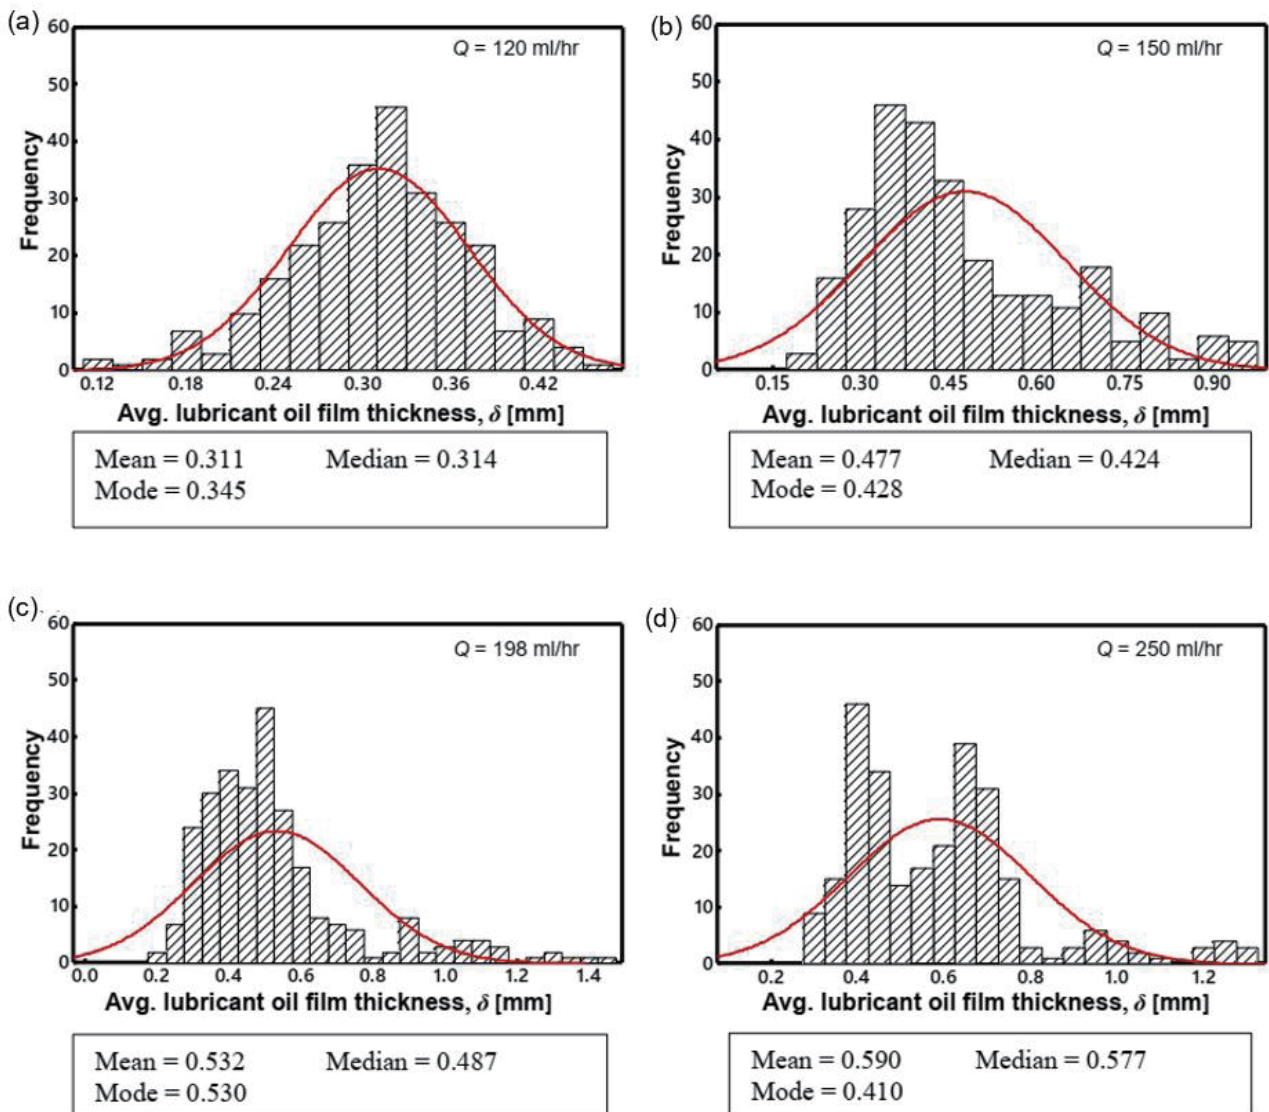 (a)
60
50
40
30
20
10
0
Frequency
Q = 120 ml/hr
0.12 0.18 0.24 0.30 0.36 0.42
Avg. lubricant oil film thickness, δ [mm]
Mean = 0.311 Median = 0.314
Mode = 0.345
(b)
60
50
40
30
20
10
0
Frequency
Q = 150 ml/hr
0.15 0.30 0.45 0.60 0.75 0.90
Avg. lubricant oil film thickness, δ [mm]
Mean = 0.477 Median = 0.424
Mode = 0.428
(c)
60
50
40
30
20
10
0
Frequency
Q = 198 ml/hr
0.0 0.2 0.4 0.6 0.8 1.0 1.2 1.4
Avg. lubricant oil film thickness, δ [mm]
Mean = 0.532 Median = 0.487
Mode = 0.530
(d)
60
50
40
30
20
10
0
Frequency
Q = 250 ml/hr
0.2 0.4 0.6 0.8 1.0 1.2
Avg. lubricant oil film thickness, δ [mm]
Mean = 0.590 Median = 0.577
Mode = 0.410